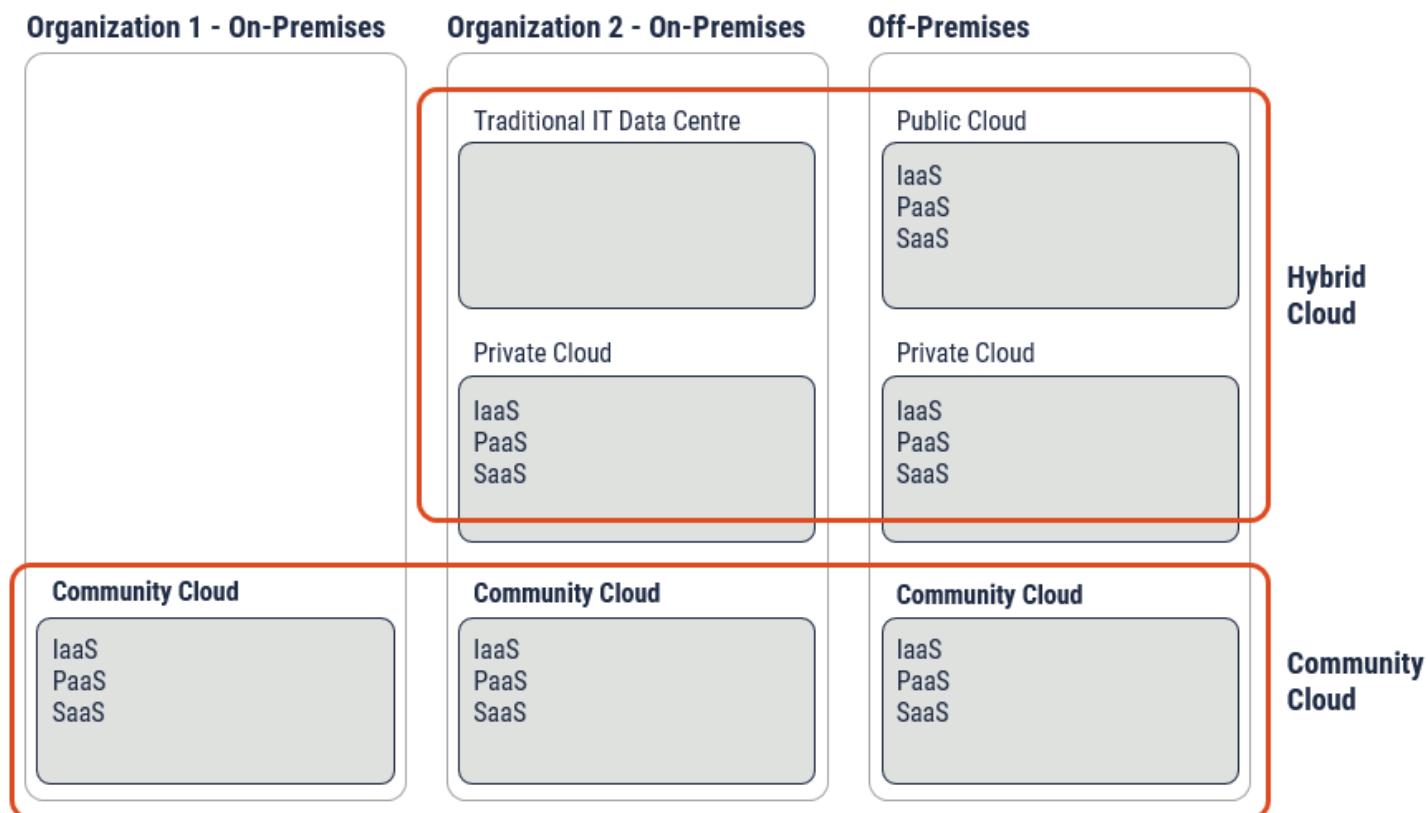 Organization 1 - On-Premises
Organization 2 - On-Premises
Off-Premises
Traditional IT Data Centre
Public Cloud
IaaS
PaaS
SaaS
Hybrid
Cloud
Private Cloud
IaaS
PaaS
SaaS
Private Cloud
IaaS
PaaS
SaaS
Community Cloud
IaaS
PaaS
SaaS
Community Cloud
IaaS
PaaS
SaaS
Community Cloud
IaaS
PaaS
SaaS
Community
Cloud